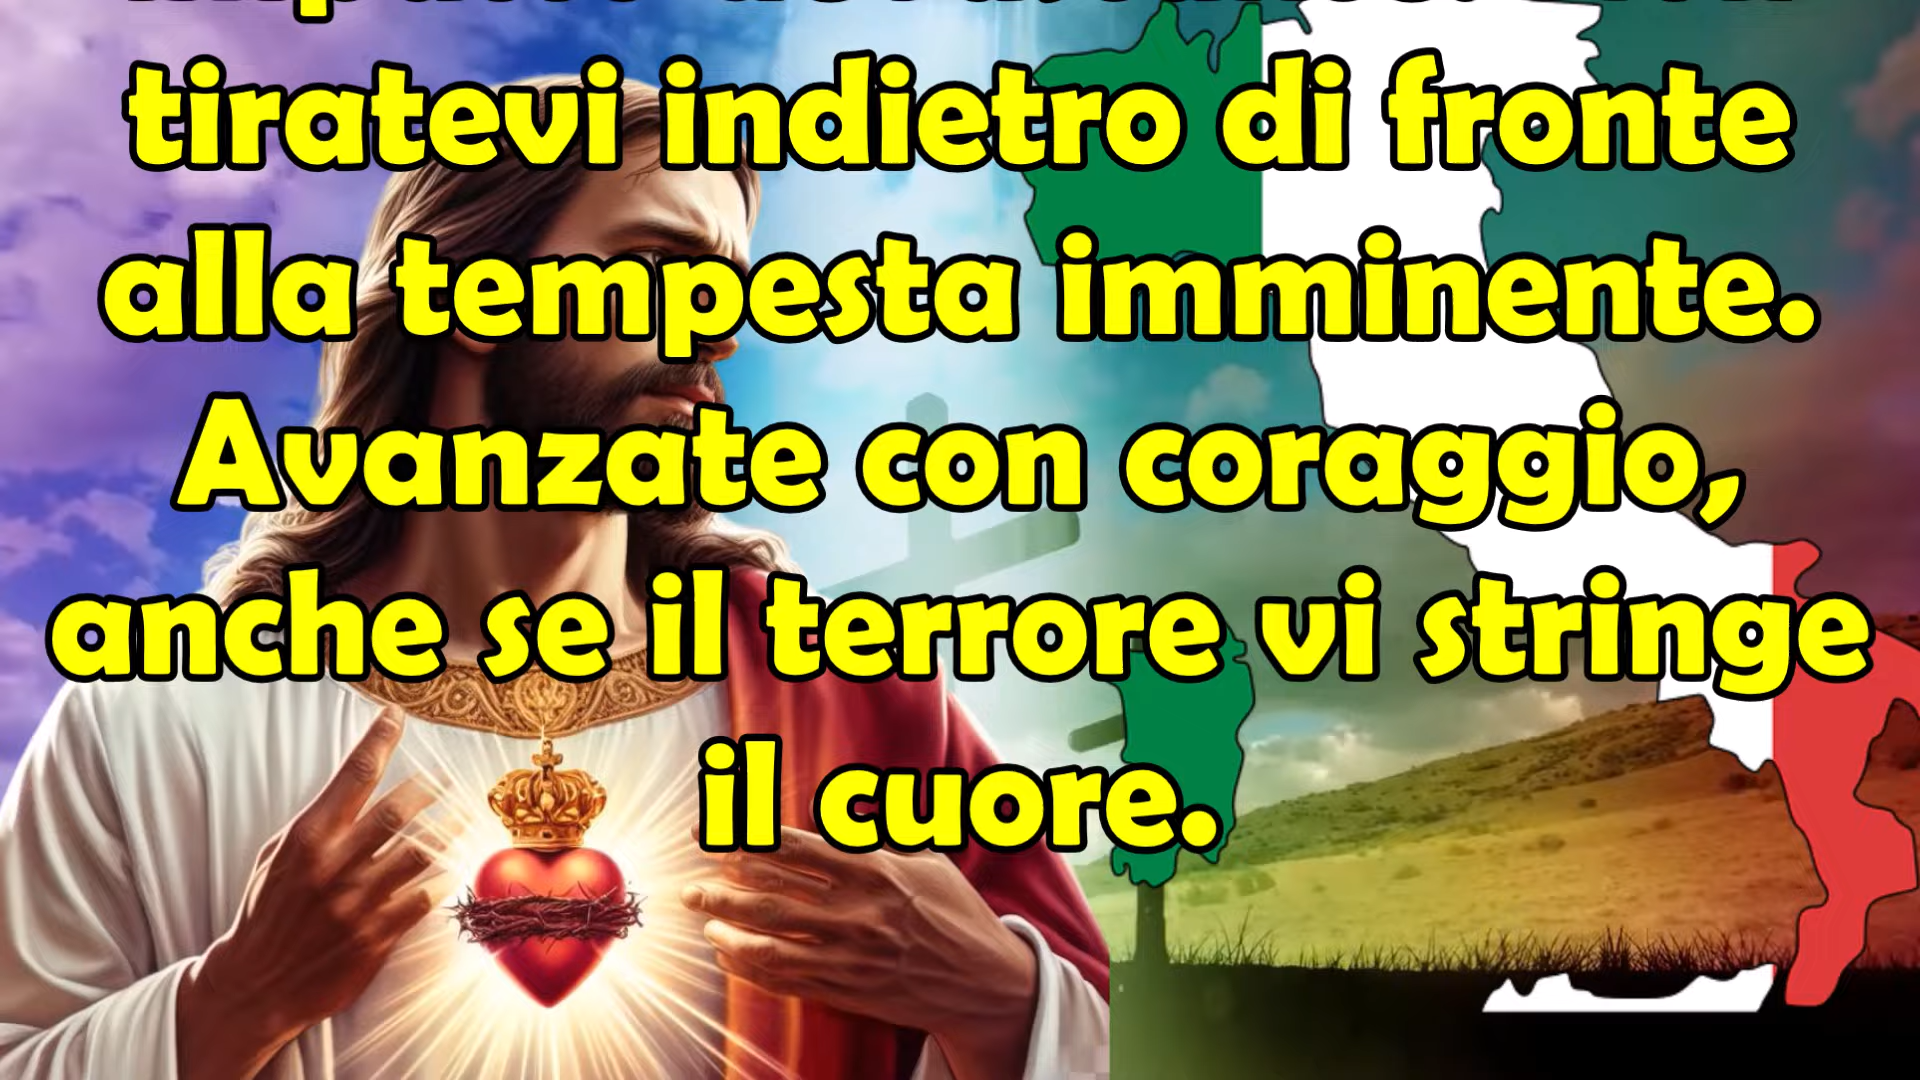 tiratevi indietro di fronte
alla tempesta imminente.
Avanzate con coraggio,
anche se il terrore vi stringe
il cuore.